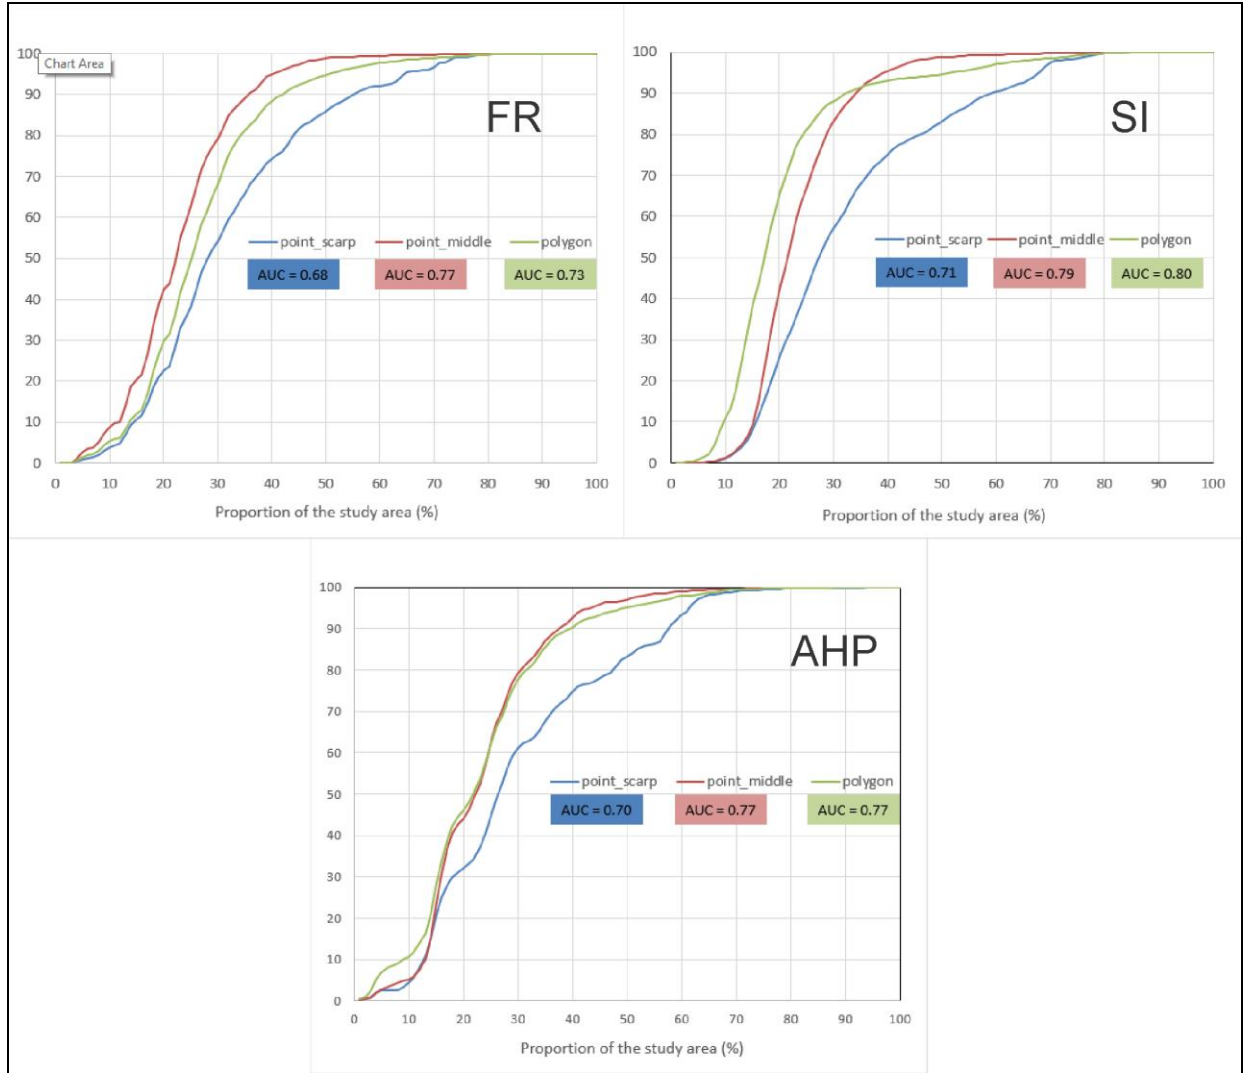 100
Chart Area
90
80
70
60
50
40
30
20
10
0
FR
point_scarp point_middle polygon
AUC = 0.68 AUC = 0.77 AUC = 0.73
0 10 20 30 40 50 60 70 80 90 100
Proportion of the study area (%)
100
90
80
70
60
50
40
30
20
10
0
SI
point_scarp point_middle polygon
AUC = 0.71 AUC = 0.79 AUC = 0.80
0 10 20 30 40 50 60 70 80 90 100
Proportion of the study area (%)
100
90
80
70
60
50
40
30
20
10
0
AHP
point_scarp point_middle polygon
AUC = 0.70 AUC = 0.77 AUC = 0.77
0 10 20 30 40 50 60 70 80 90 100
Proportion of the study area (%)